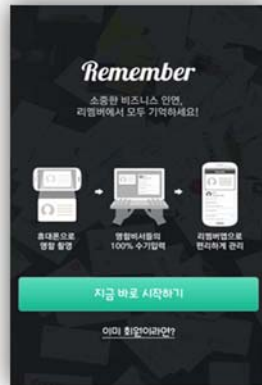 Remember
소중한 비즈니스 인연,
리멤버에서 모두 기억하세요!
휴대폰으로
명함 촬영
명함비서들의
100% 수기입력
리멤버앱으로
편리하게 관리
지금 바로 시작하기
이미 회원이라면?